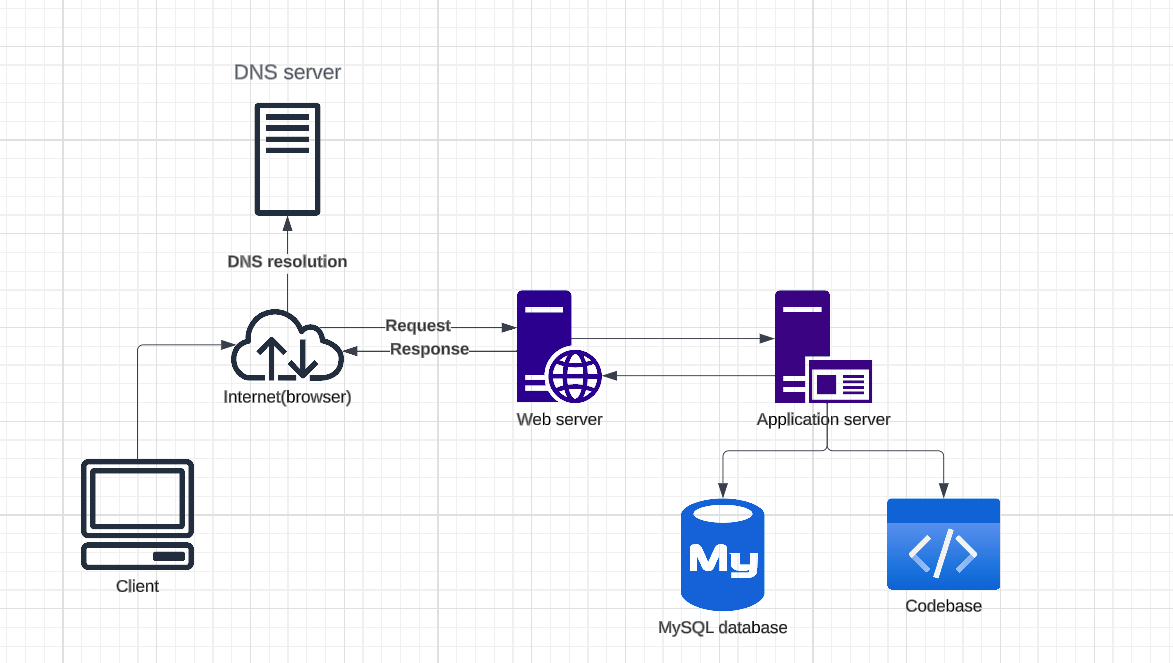 DNS server
DNS resolution
Request
Response
Internet(browser)
Web server
Application server
Client
My
MySQL database
Codebase